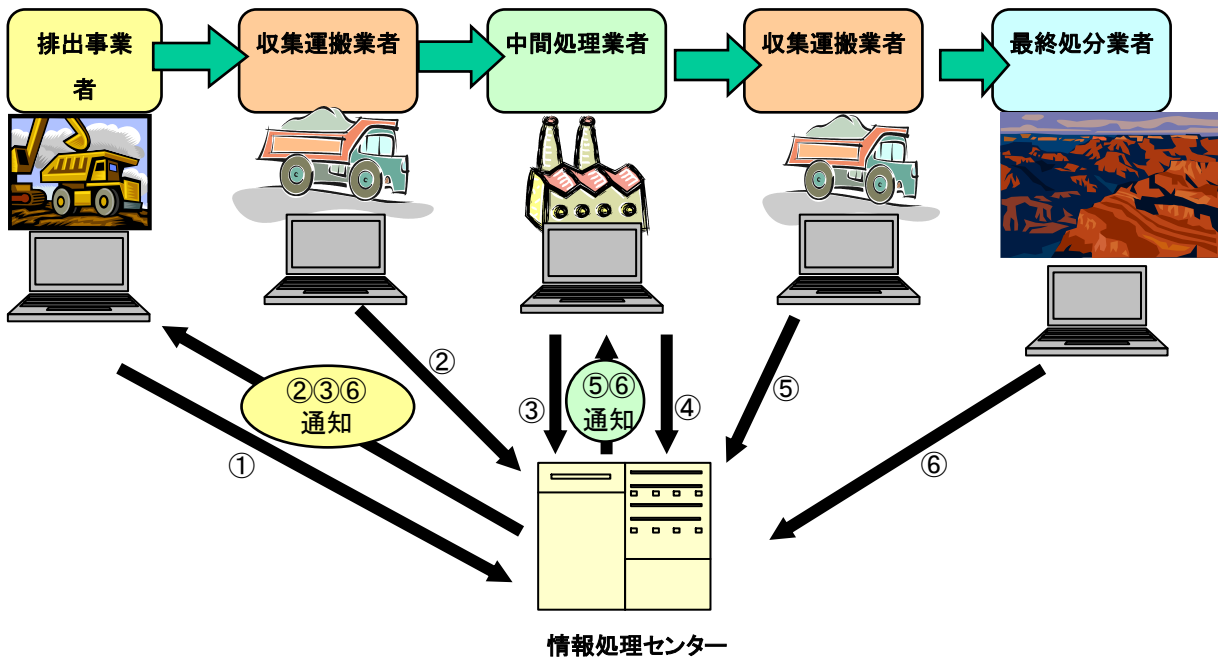 排出事業
者
収集運搬業者
中間処理業者
収集運搬業者
最終処分業者
②
②③⑥
通知
①
③
⑤⑥
通知
④
⑤
⑥
情報処理センター